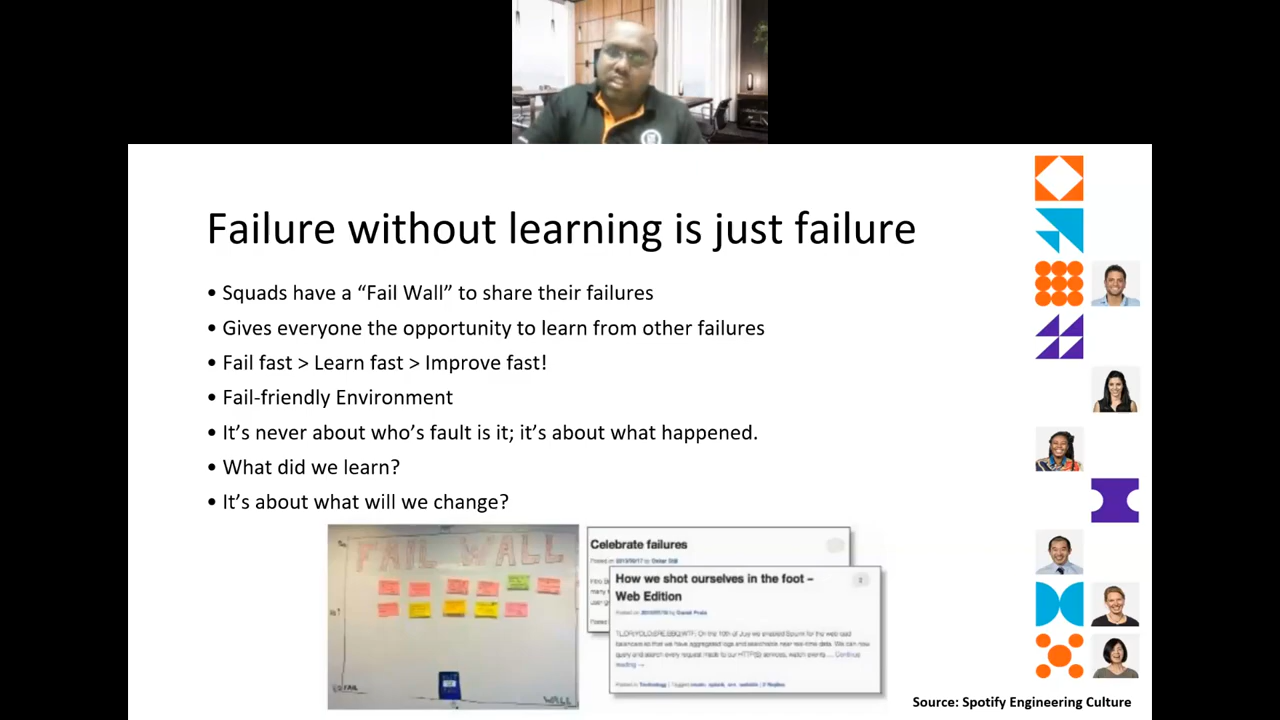 Failure without learning is just failure
• Squads have a “Fail Wall” to share their failures
• Gives everyone the opportunity to learn from other failures
• Fail fast > Learn fast > Improve fast!
• Fail-friendly Environment
• It’s never about who’s fault is it; it’s about what happened.
• What did we learn?
• It’s about what will we change?
FAIL WALL
FAIL
WALL
Celebrate failures
How we shot ourselves in the foot –
Web Edition
2
Source: Spotify Engineering Culture